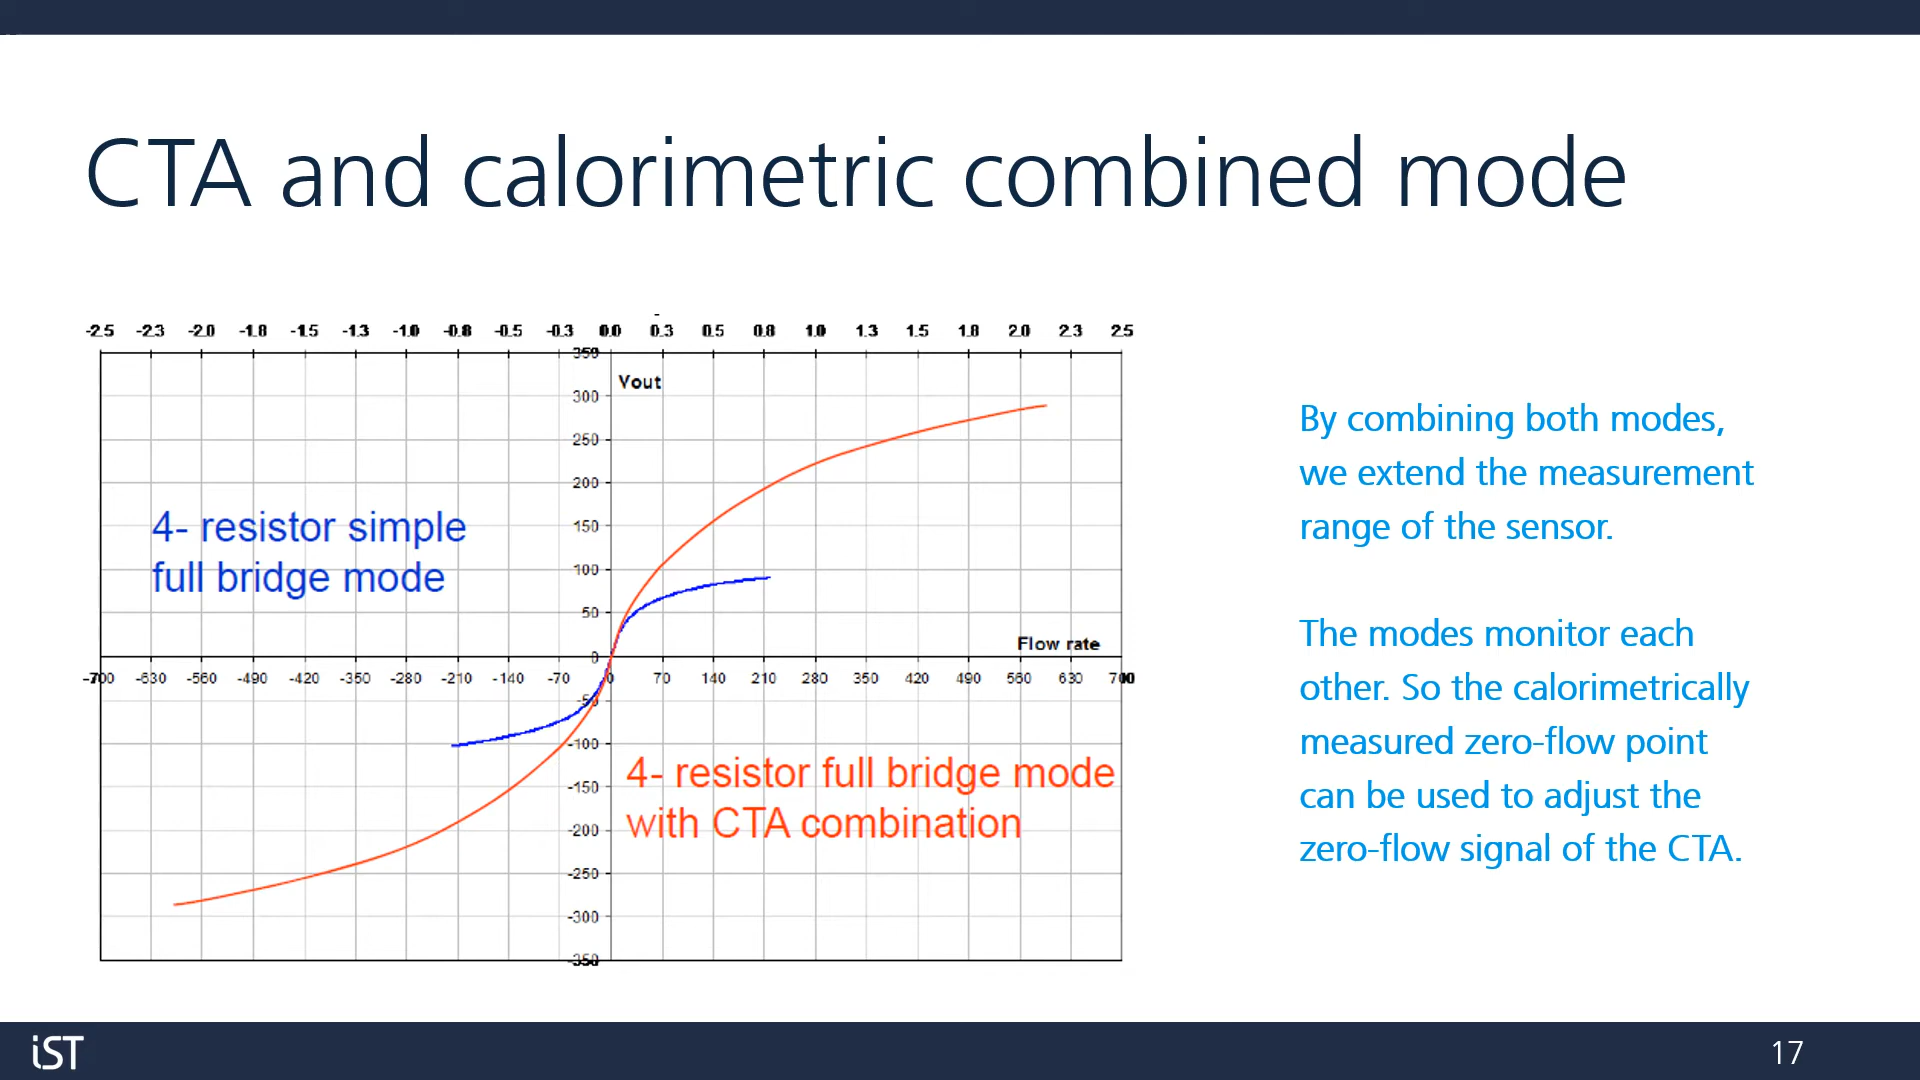 CTA and calorimetric combined mode
-2.5 -2.3 -2.0 -1.8 -1.5 -1.3 -1.0 -0.8 -0.5 -0.3 0.0 0.3 0.5 0.8 1.0 1.3 1.5 1.8 2.0 2.3 2.5
350
Vout
300
250
200
150
100
50
0
4- resistor simple
full bridge mode
Flow rate
-700 -630 -560 -490 -420 -350 -280 -210 -140 -70 0 70 140 210 280 350 420 490 560 630 700
-50
-100
-150
-200
-250
-300
-350
4- resistor full bridge mode
with CTA combination
By combining both modes,
we extend the measurement
range of the sensor.
The modes monitor each
other. So the calorimetrically
measured zero-flow point
can be used to adjust the
zero-flow signal of the CTA.
iST
17